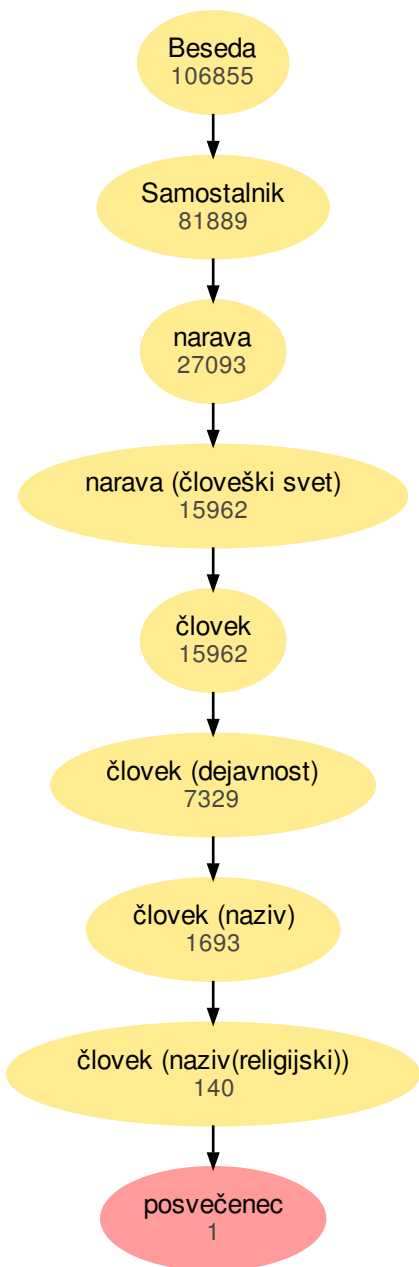 Beseda
106855
Samostalnik
81889
narava
27093
narava (človeški svet)
15962
človek
15962
človek (dejavnost)
7329
človek (naziv)
1693
človek (naziv(religijski))
140
posvečenec
1